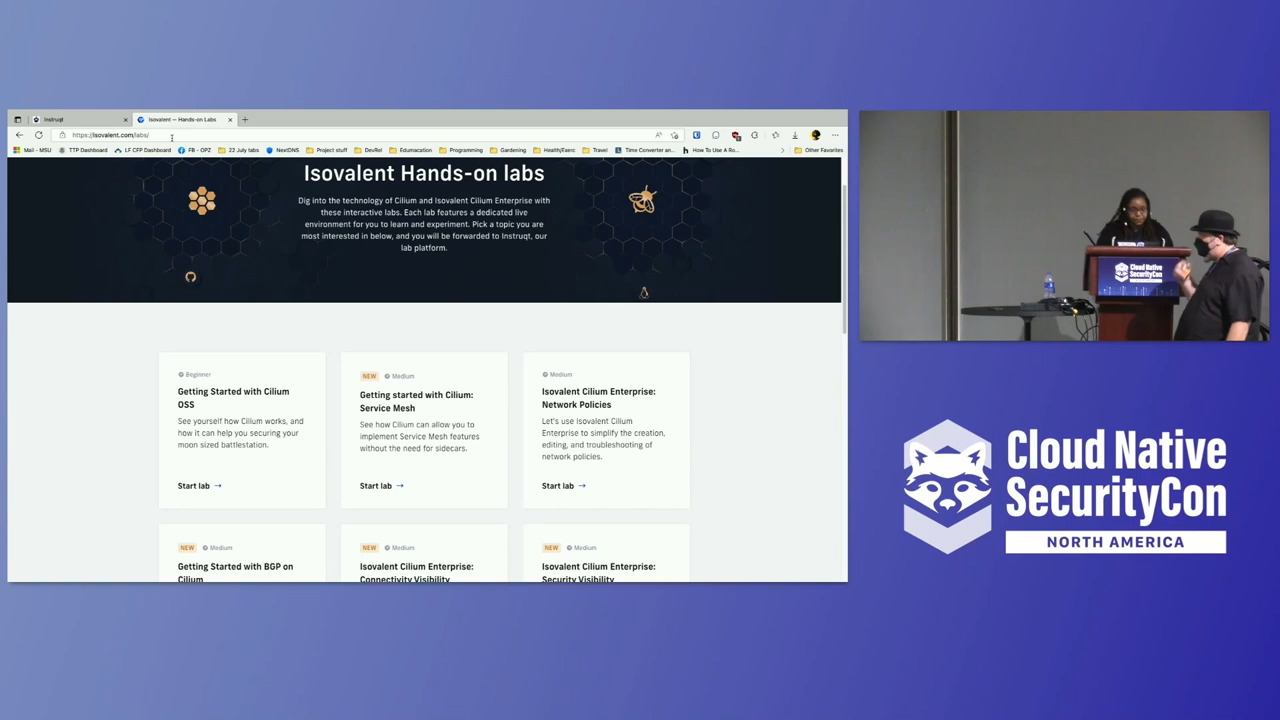 Instruqt
Isovalent — Hands-on Labs
https://isovalent.com/labs/
Mail - MSU
TTP Dashboard
LF CFP Dashboard
FB - OPZ
22 July tabs
NextDNS
Project stuff
DevRel
Edumacation
Programming
Gardening
Health/Exerc
Travel
Time Converter an...
How To Use A Ro...
Other Favorites
Isovalent Hands-on labs
Dig into the technology of Cilium and Isovalent Cilium Enterprise with
these interactive labs. Each lab features a dedicated live
environment for you to learn and experiment. Pick a topic you are
most interested in below, and you will be forwarded to Instruqt, our
lab platform.
Beginner
Getting Started with Cilium
OSS
See yourself how Cilium works, and
how it can help you securing your
moon sized battlestation.
Start lab →
NEW Medium
Getting started with Cilium:
Service Mesh
See how Cilium can allow you to
implement Service Mesh features
without the need for sidecars.
Start lab →
Medium
Isovalent Cilium Enterprise:
Network Policies
Let's use Isovalent Cilium
Enterprise to simplify the creation,
editing, and troubleshooting of
network policies.
Start lab →
NEW Medium
Getting Started with BGP on
Cilium
NEW Medium
Isovalent Cilium Enterprise:
Connectivity Visibility
NEW Medium
Isovalent Cilium Enterprise:
Security Visibility
Cloud Native
SecurityCon
Cloud Native
SecurityCon
NORTH AMERICA